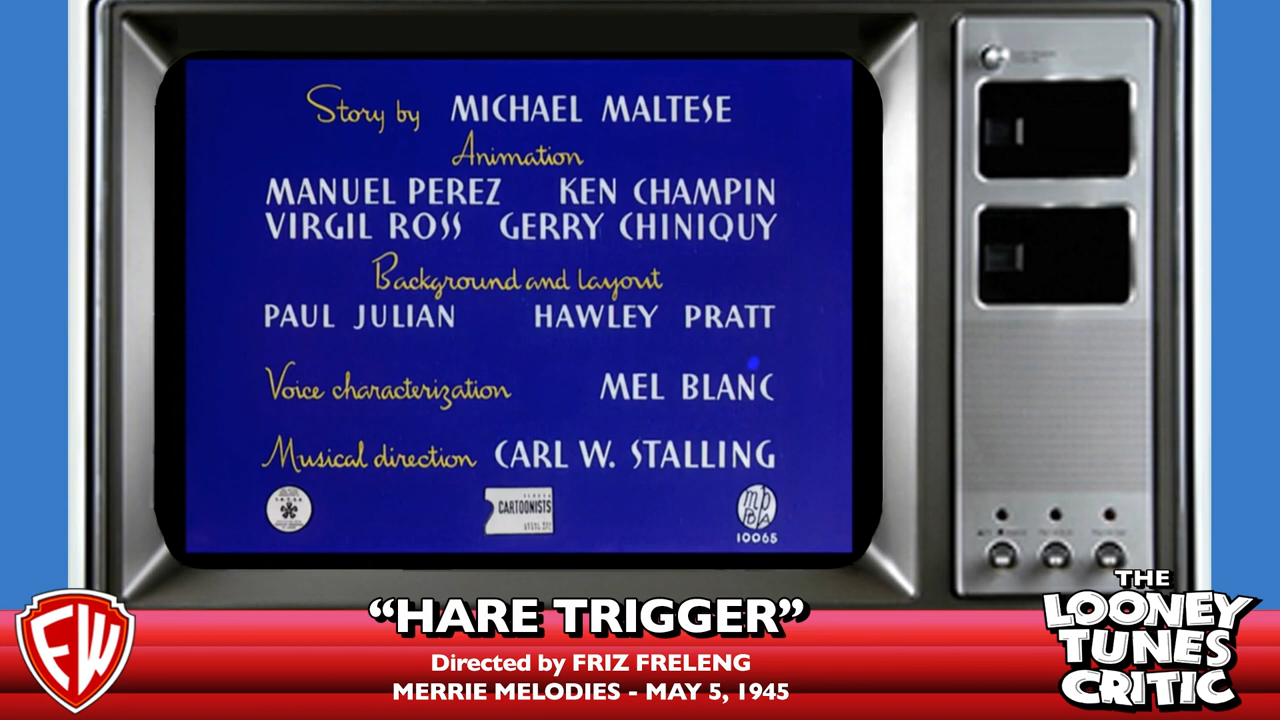 Story by MICHAEL MALTESE
Animation
MANUEL PEREZ KEN CHAMPIN
VIRGIL ROSS GERRY CHINIQUY
Background and layout
PAUL JULIAN HAWLEY PRATT
Voice characterization MEL BLANC
Musical direction CARL W. STALLING
CARTOONISTS
10065
FW
“HARE TRIGGER”
Directed by FRIZ FRELENG
MERRIE MELODIES - MAY 5, 1945
THE
LOONEY
TUNES
CRITIC